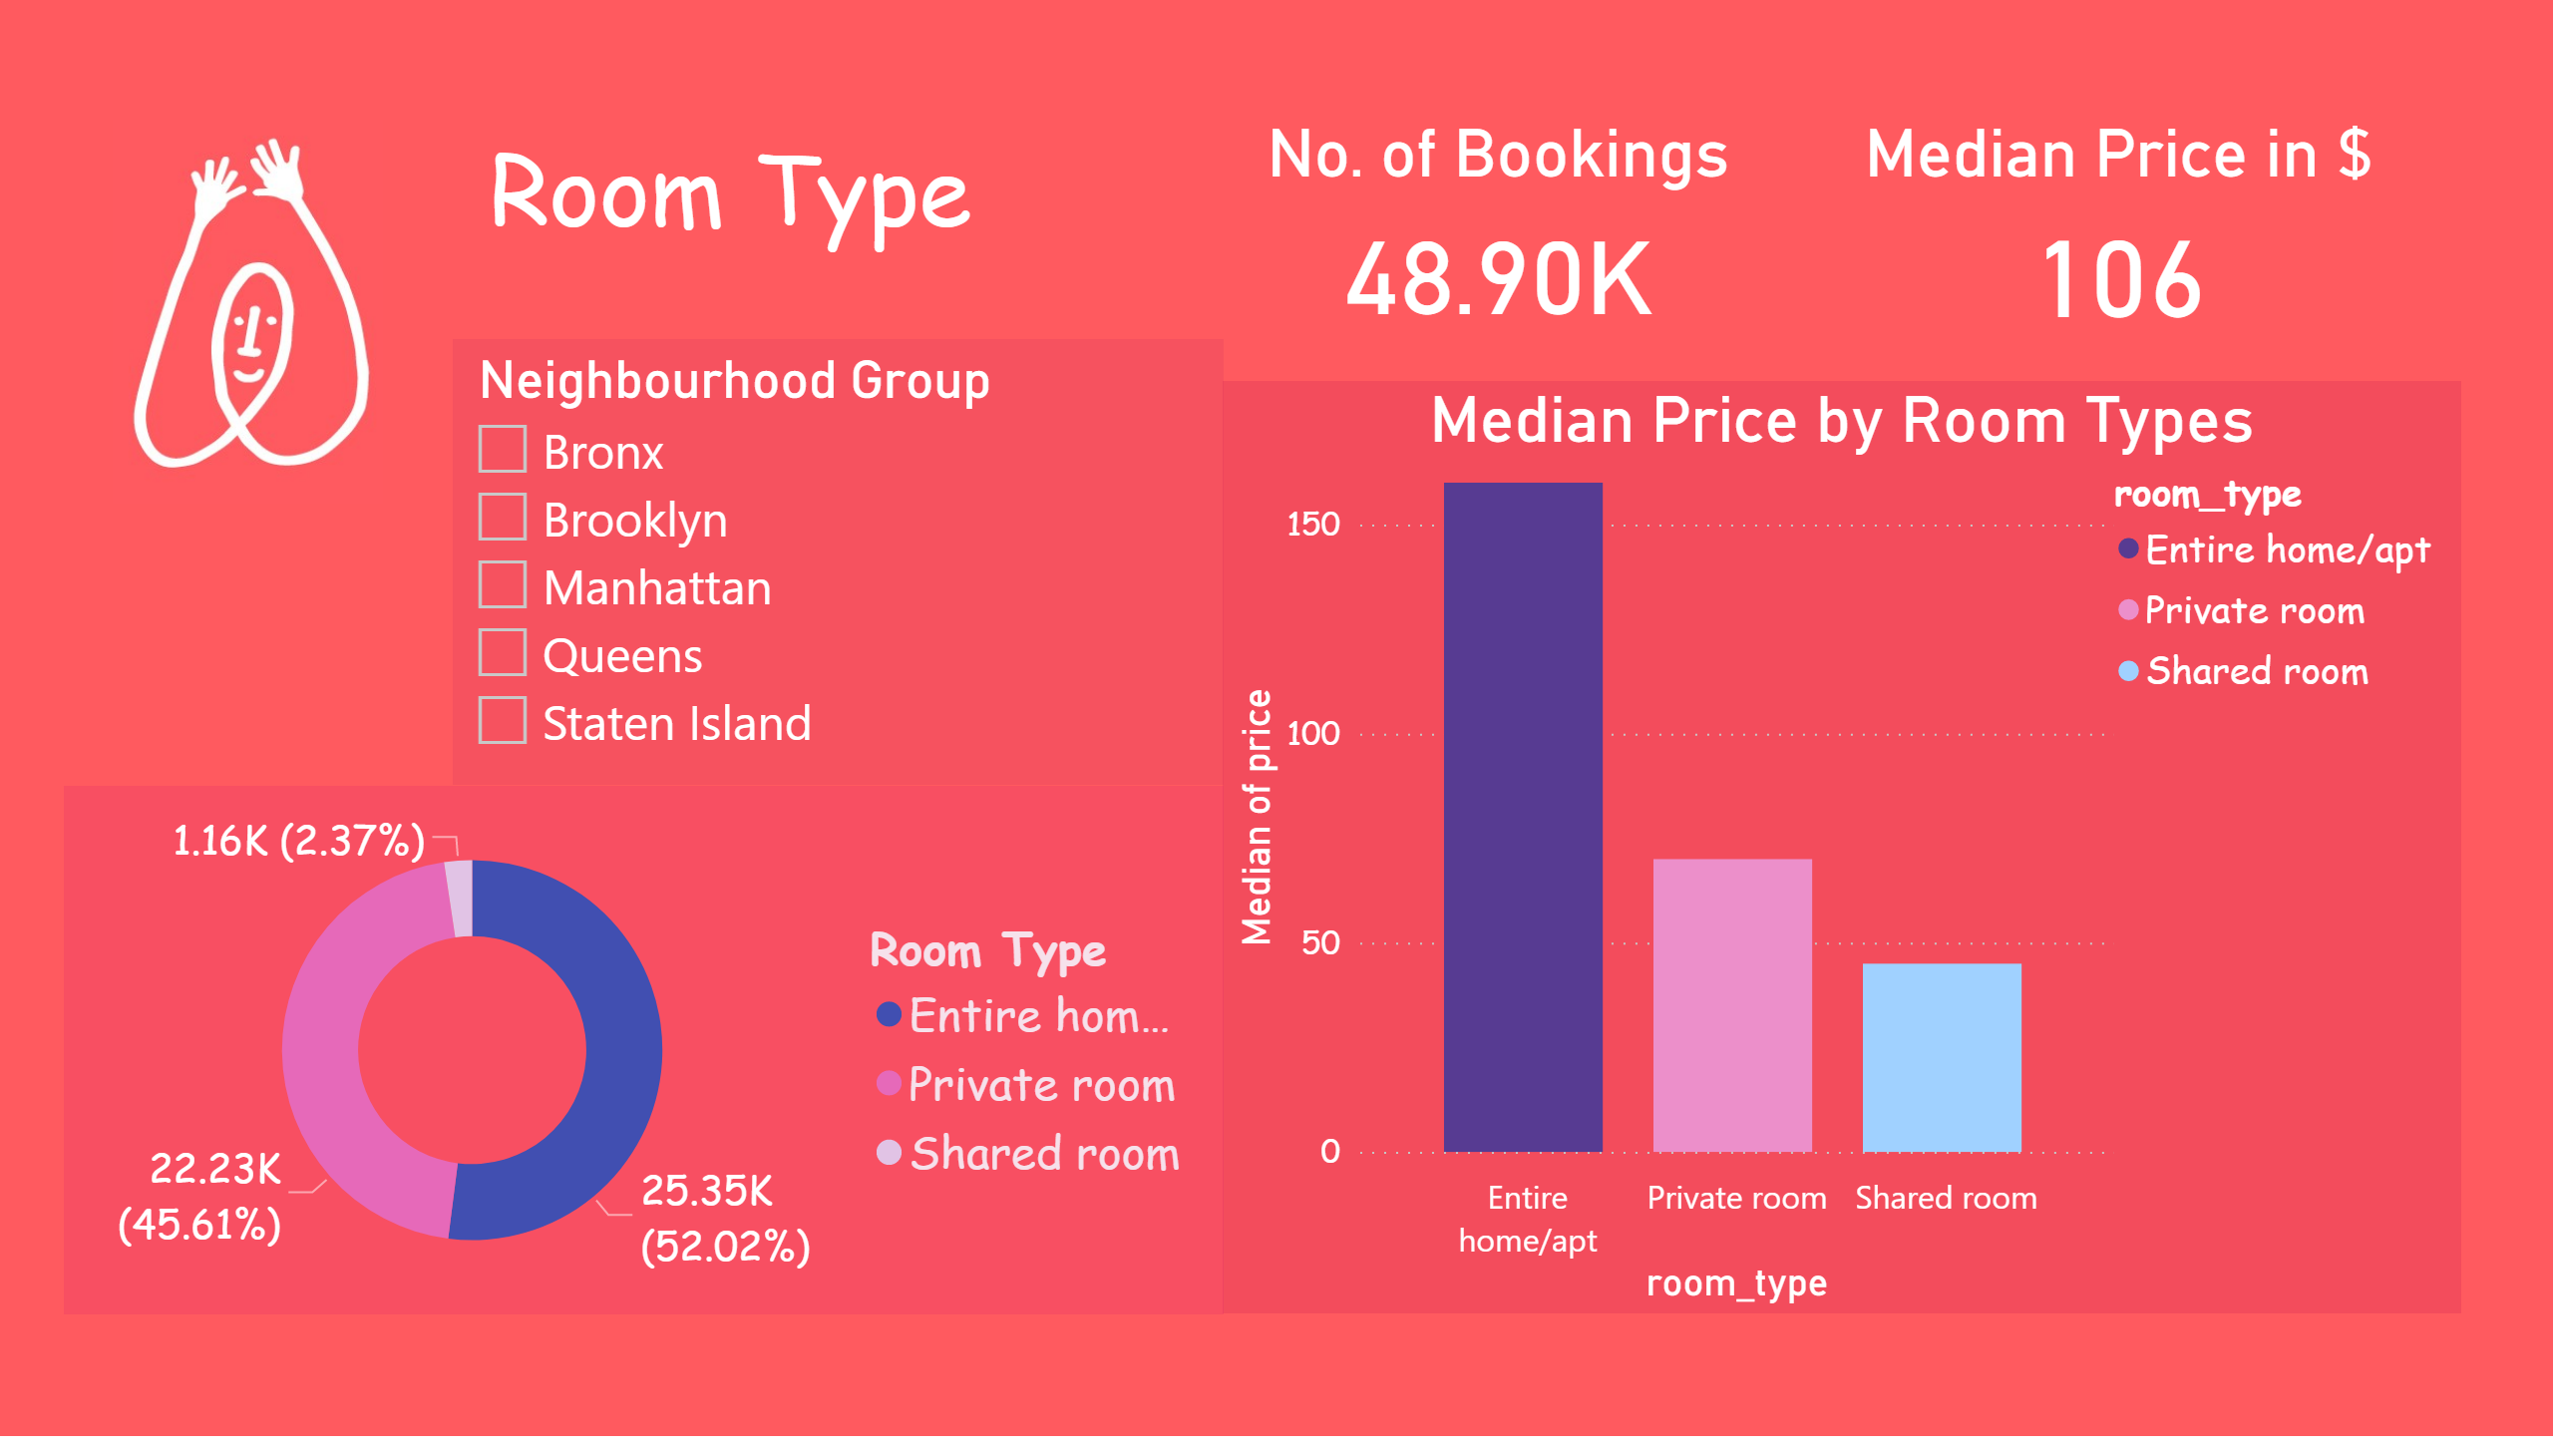 Room Type
No. of Bookings
48.90K
Median Price in $
106
Neighbourhood Group
Bronx
Brooklyn
Manhattan
Queens
Staten Island
1.16K (2.37%)
22.23K
(45.61%)
25.35K
(52.02%)
Room Type
Entire hom...
Private room
Shared room
Median Price by Room Types
Median of price
150
100
50
0
Entire
home/apt
Private room
Shared room
room_type
room_type
Entire home/apt
Private room
Shared room